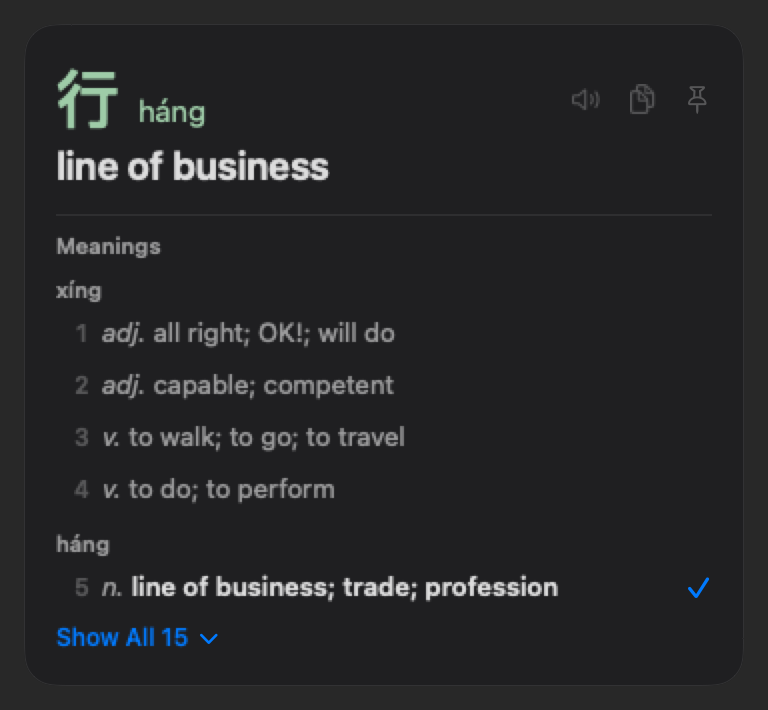 行 háng
line of business
Meanings
xíng
1 adj. all right; OK!; will do
2 adj. capable; competent
3 v. to walk; to go; to travel
4 v. to do; to perform
háng
5 n. line of business; trade; profession
Show All 15